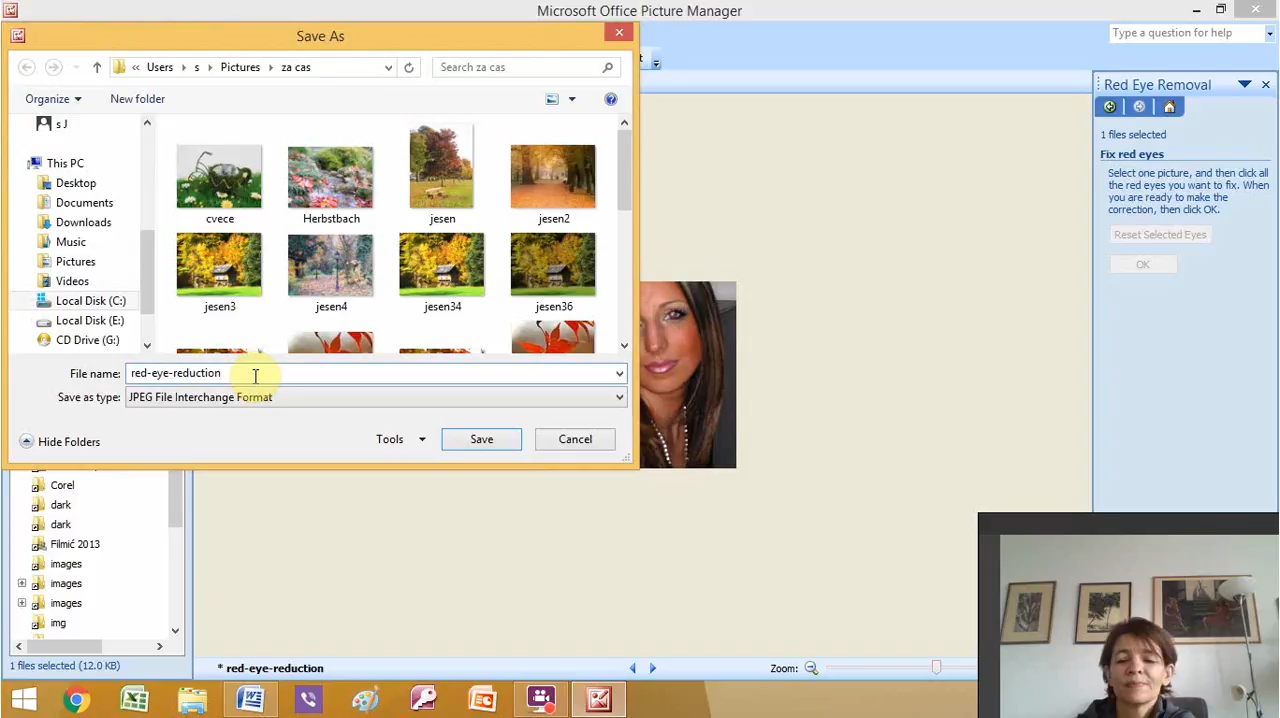 Microsoft Office Picture Manager
Save As
Type a question for help
« Users
s
Pictures
za cas
Search za cas
Organize
New folder
Red Eye Removal
1 files selected
Fix red eyes
Select one picture, and then click all
the red eyes you want to fix. When
you are ready to make the
correction, then click OK.
Reset Selected Eyes
OK
s J
This PC
Desktop
Documents
Downloads
Music
Pictures
Videos
Local Disk (C:)
Local Disk (E:)
CD Drive (G:)
cvece
Herbstbach
jesen
jesen2
jesen3
jesen4
jesen34
jesen36
File name:
red-eye-reduction
Save as type:
JPEG File Interchange Format
Hide Folders
Tools
Save
Cancel
Corel
dark
dark
Filmić 2013
images
images
images
img
1 files selected (12.0 KB)
* red-eye-reduction
Zoom: